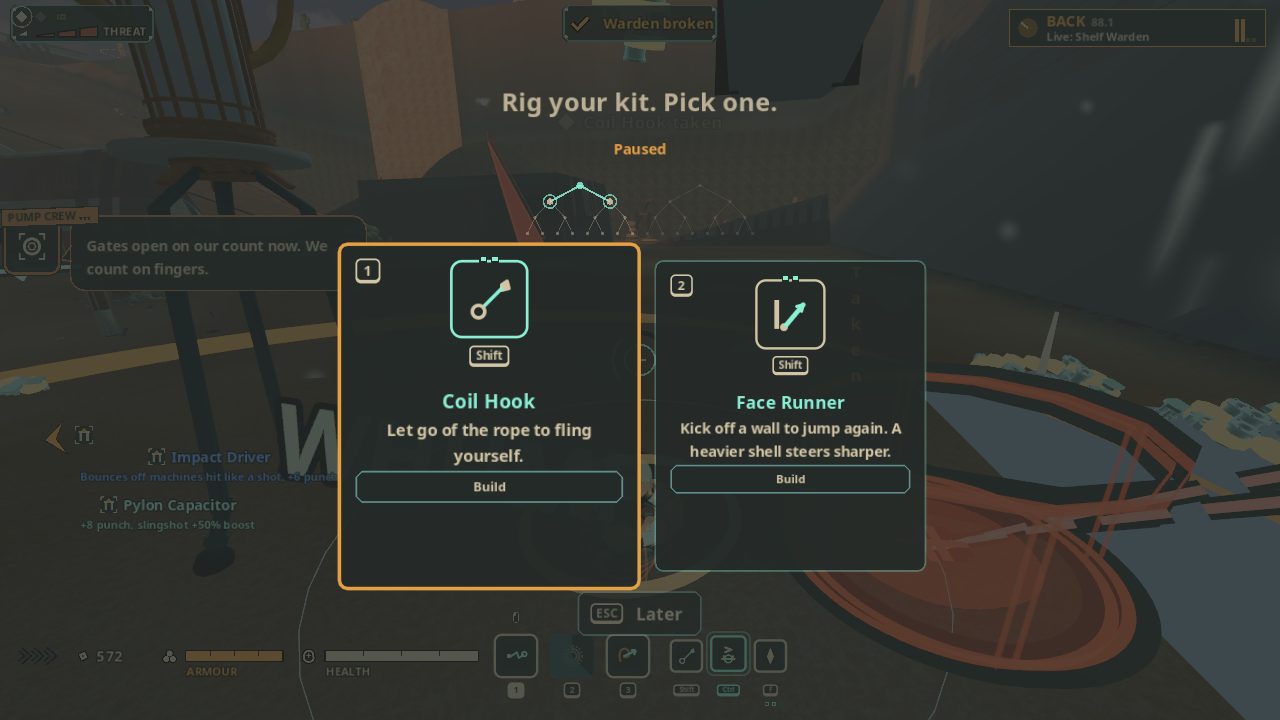 THREAT
Warden broken
BACK 88.1
Live: Shelf Warden
Rig your kit. Pick one.
Coil Hook taken
Paused
PUMP CREW ...
Gates open on our count now. We
count on fingers.
1
Shift
Coil Hook
Let go of the rope to fling
yourself.
Build
2
Shift
Face Runner
Kick off a wall to jump again. A
heavier shell steers sharper.
Build
Taken
W
Impact Driver
Bounces off machines hit like a shot, +8 punch
Pylon Capacitor
+8 punch, slingshot +50% boost
ESC Later
572
ARMOUR
HEALTH
1
2
3
Shift
Ctrl
F